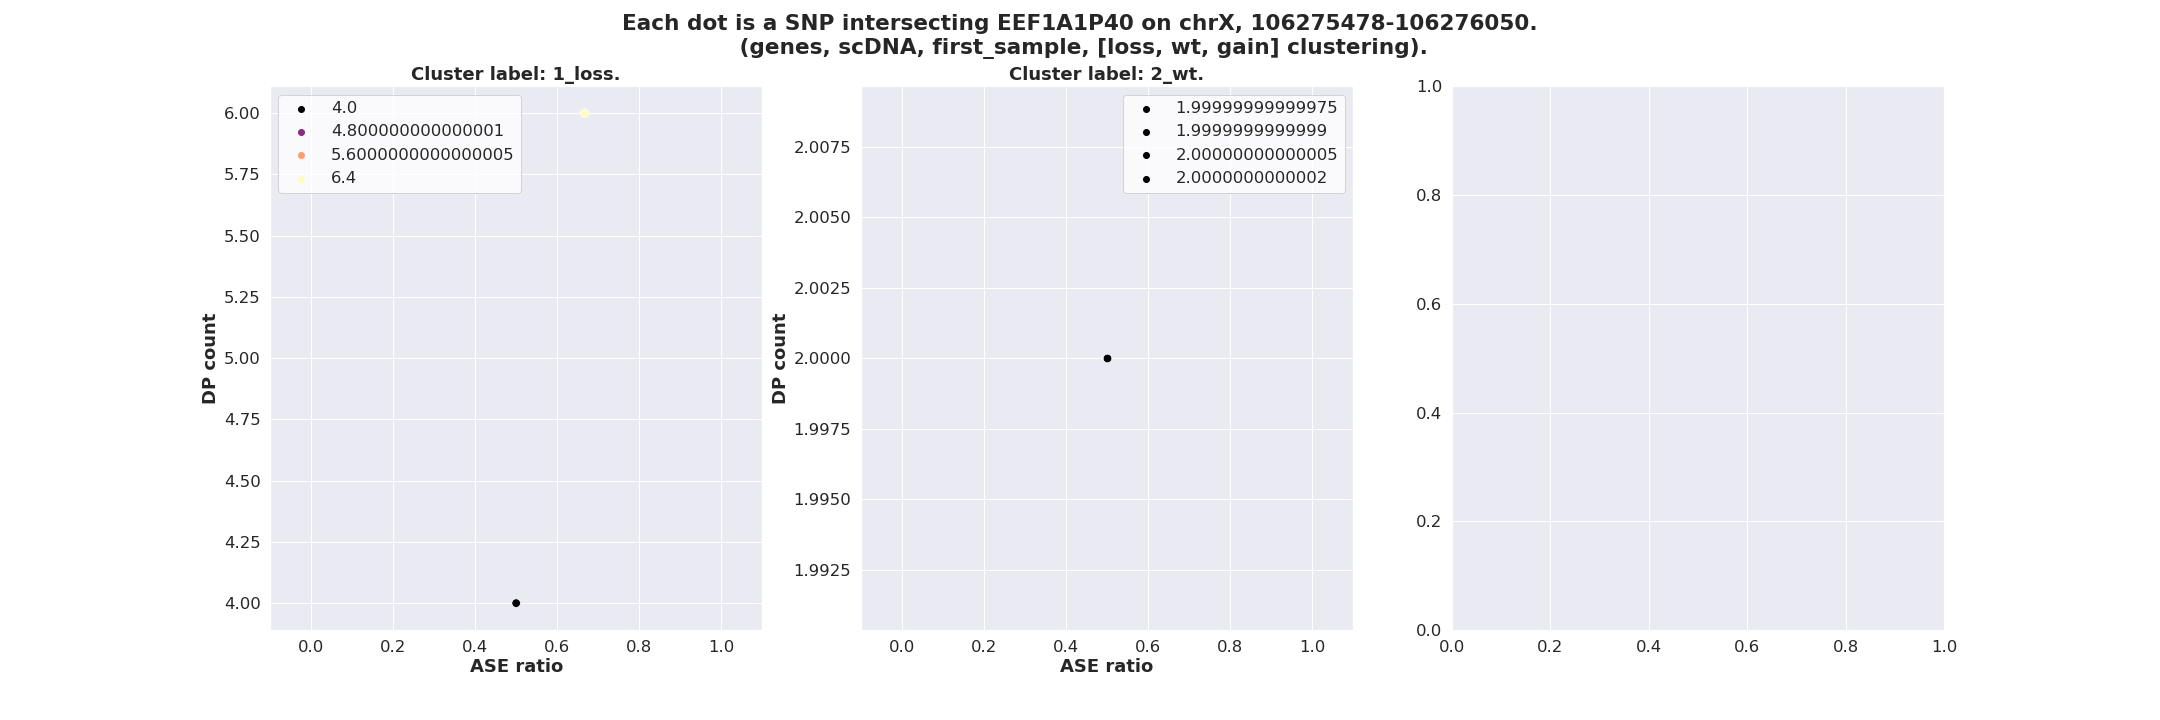 Each dot is a SNP intersecting EEF1A1P40 on chrX, 106275478-106276050.
(genes, scDNA, first_sample, [loss, wt, gain] clustering).
Cluster label: 1_loss.
4.0
4.800000000000001
5.6000000000000005
6.4
6.00
5.75
5.50
5.25
5.00
4.75
4.50
4.25
4.00
DP count
0.0 0.2 0.4 0.6 0.8 1.0
ASE ratio
Cluster label: 2_wt.
1.99999999999975
1.9999999999999
2.00000000000005
2.0000000000002
2.0075
2.0050
2.0025
2.0000
1.9975
1.9950
1.9925
DP count
0.0 0.2 0.4 0.6 0.8 1.0
ASE ratio
1.0
0.8
0.6
0.4
0.2
0.0
0.0 0.2 0.4 0.6 0.8 1.0